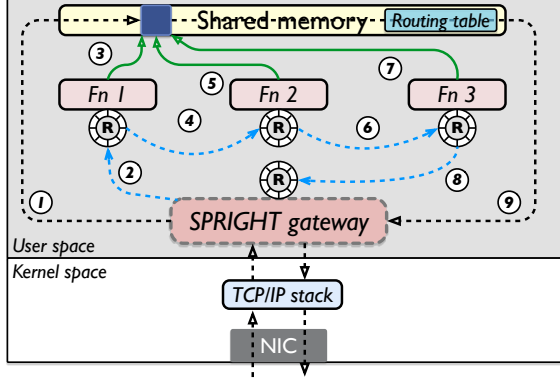 Shared memory
Routing table
3
5
7
Fn 1
Fn 2
Fn 3
R
R
R
4
6
2
R
8
1
9
SPRIGHT gateway
User space
Kernel space
TCP/IP stack
NIC